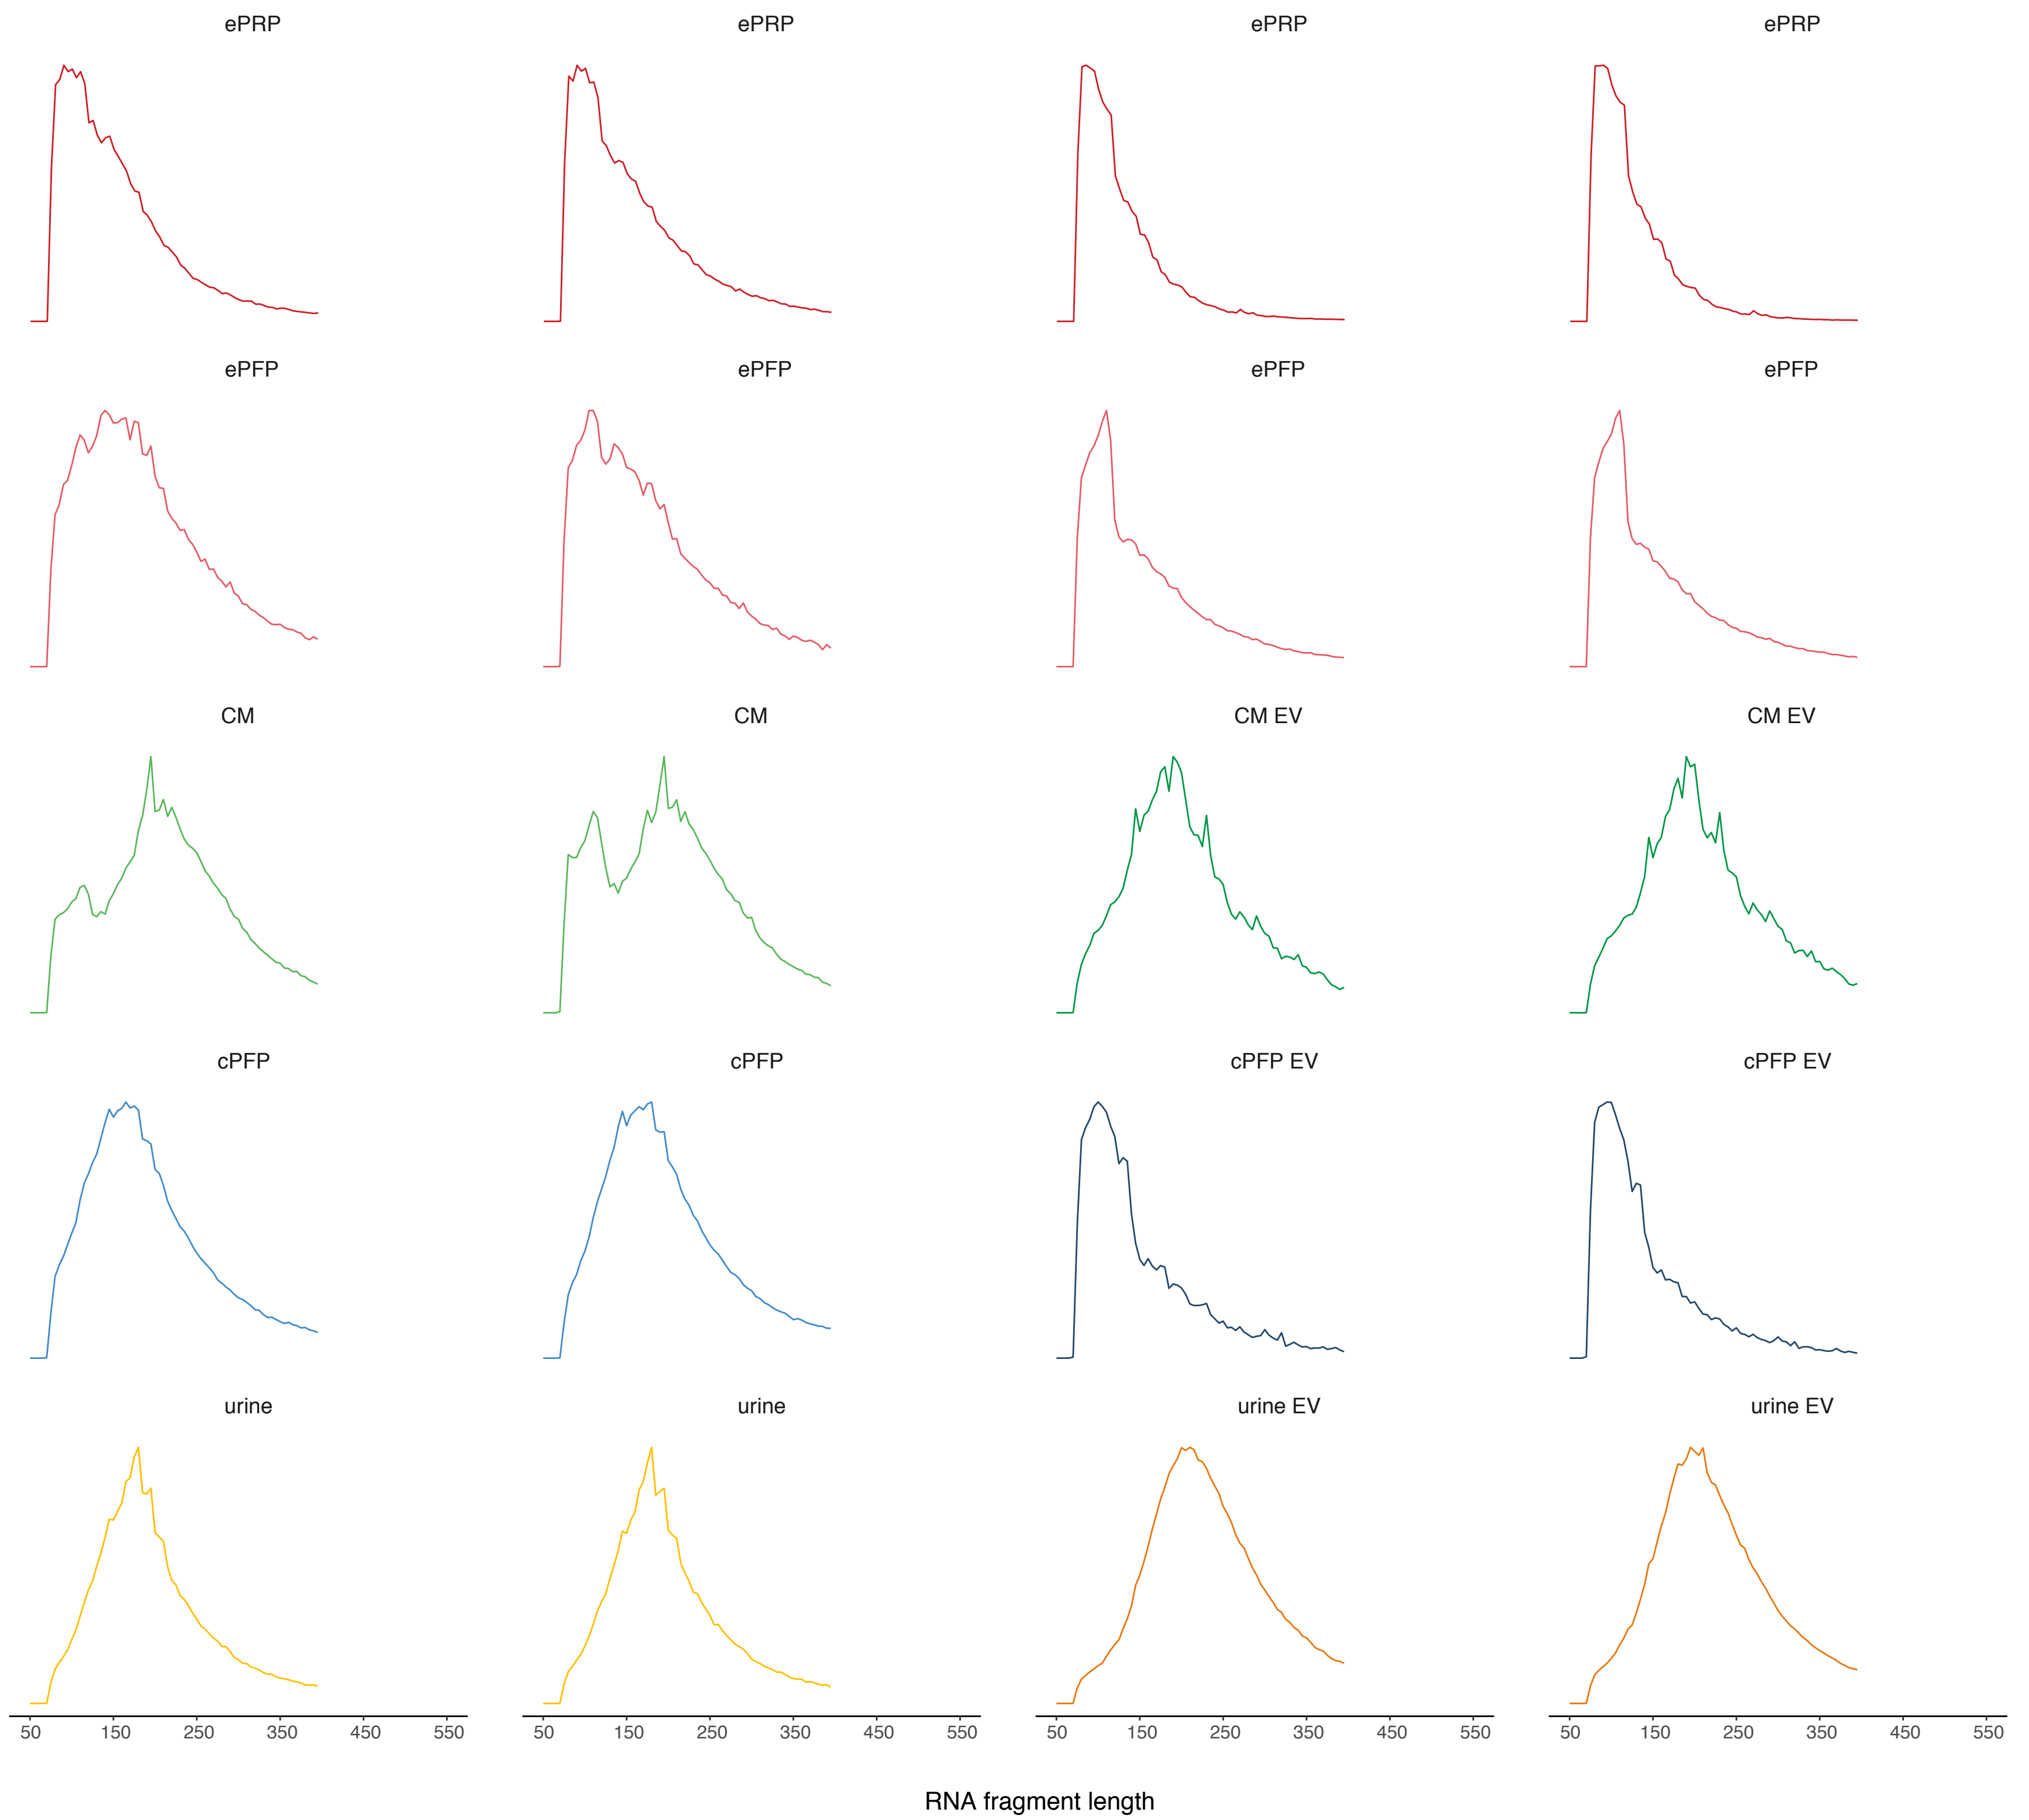 ePRP ePRP ePRP ePRP
ePFP ePFP ePFP ePFP
CM CM CM EV CM EV
cPFP cPFP cPFP EV cPFP EV
urine urine urine EV urine EV
50 150 250 350 450 550 50 150 250 350 450 550 50 150 250 350 450 550 50 150 250 350 450 550
RNA fragment length